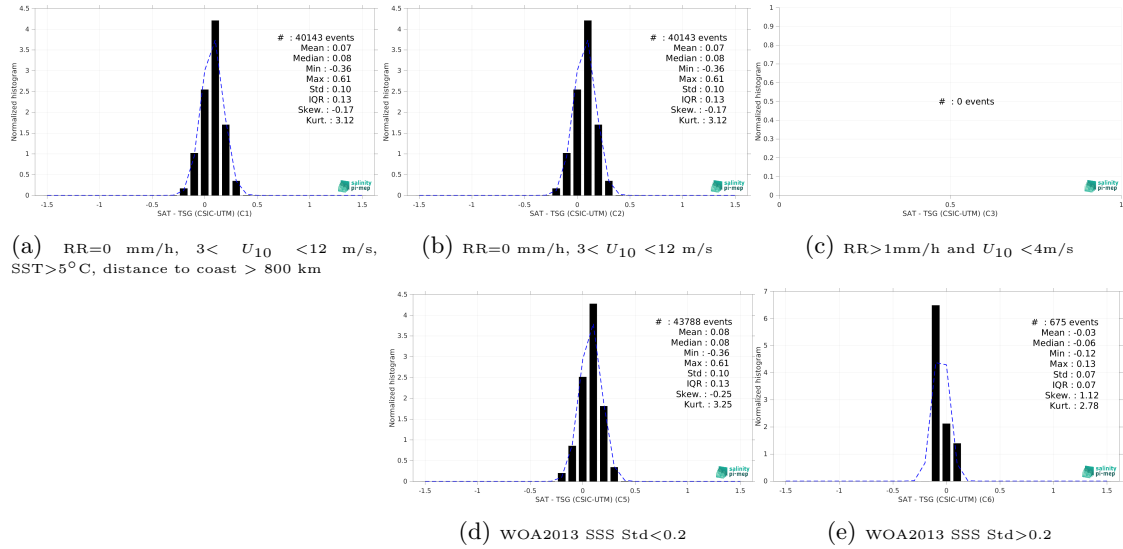 4.5
4
3.5
3
2.5
2
1.5
1
0.5
0
Normalized histogram
# : 40143 events
Mean : 0.07
Median : 0.08
Min : -0.36
Max : 0.61
Std : 0.10
IQR : 0.13
Skew. : -0.17
Kurt. : 3.12
salinity
pi-mep
-1.5 -1 -0.5 0 0.5 1 1.5
SAT - TSG (CSIC-UTM) (C1)
(a) RR=0 mm/h, 3< U10 <12 m/s,
SST>5°C, distance to coast > 800 km
4.5
4
3.5
3
2.5
2
1.5
1
0.5
0
Normalized histogram
# : 40143 events
Mean : 0.07
Median : 0.08
Min : -0.36
Max : 0.61
Std : 0.10
IQR : 0.13
Skew. : -0.17
Kurt. : 3.12
salinity
pi-mep
-1.5 -1 -0.5 0 0.5 1 1.5
SAT - TSG (CSIC-UTM) (C2)
(b) RR=0 mm/h, 3< U10 <12 m/s
1
0.9
0.8
0.7
0.6
0.5
0.4
0.3
0.2
0.1
0
Normalized histogram
# : 0 events
salinity
pi-mep
0 0.5 1
SAT - TSG (CSIC-UTM) (C3)
(c) RR>1mm/h and U10 <4m/s
4.5
4
3.5
3
2.5
2
1.5
1
0.5
0
Normalized histogram
# : 43788 events
Mean : 0.08
Median : 0.08
Min : -0.36
Max : 0.61
Std : 0.10
IQR : 0.13
Skew. : -0.25
Kurt. : 3.25
salinity
pi-mep
-1.5 -1 -0.5 0 0.5 1 1.5
SAT - TSG (CSIC-UTM) (C5)
(d) WOA2013 SSS Std<0.2
7
6
5
4
3
2
1
0
Normalized histogram
# : 675 events
Mean : -0.03
Median : -0.06
Min : -0.12
Max : 0.13
Std : 0.07
IQR : 0.07
Skew. : 1.12
Kurt. : 2.78
salinity
pi-mep
-1.5 -1 -0.5 0 0.5 1 1.5
SAT - TSG (CSIC-UTM) (C6)
(e) WOA2013 SSS Std>0.2